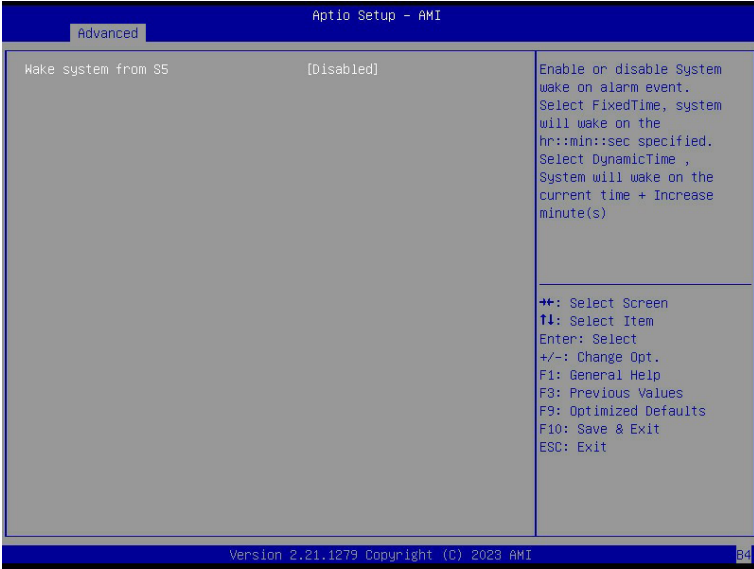 Aptio Setup – AMI
Advanced
Wake system from S5 [Disabled]
Enable or disable System
wake on alarm event.
Select FixedTime, system
will wake on the
hr::min::sec specified.
Select DynamicTime ,
System will wake on the
current time + Increase
minute(s)
→←: Select Screen
↑↓: Select Item
Enter: Select
+/-: Change Opt.
F1: General Help
F3: Previous Values
F9: Optimized Defaults
F10: Save & Exit
ESC: Exit
Version 2.21.1279 Copyright (C) 2023 AMI
B4